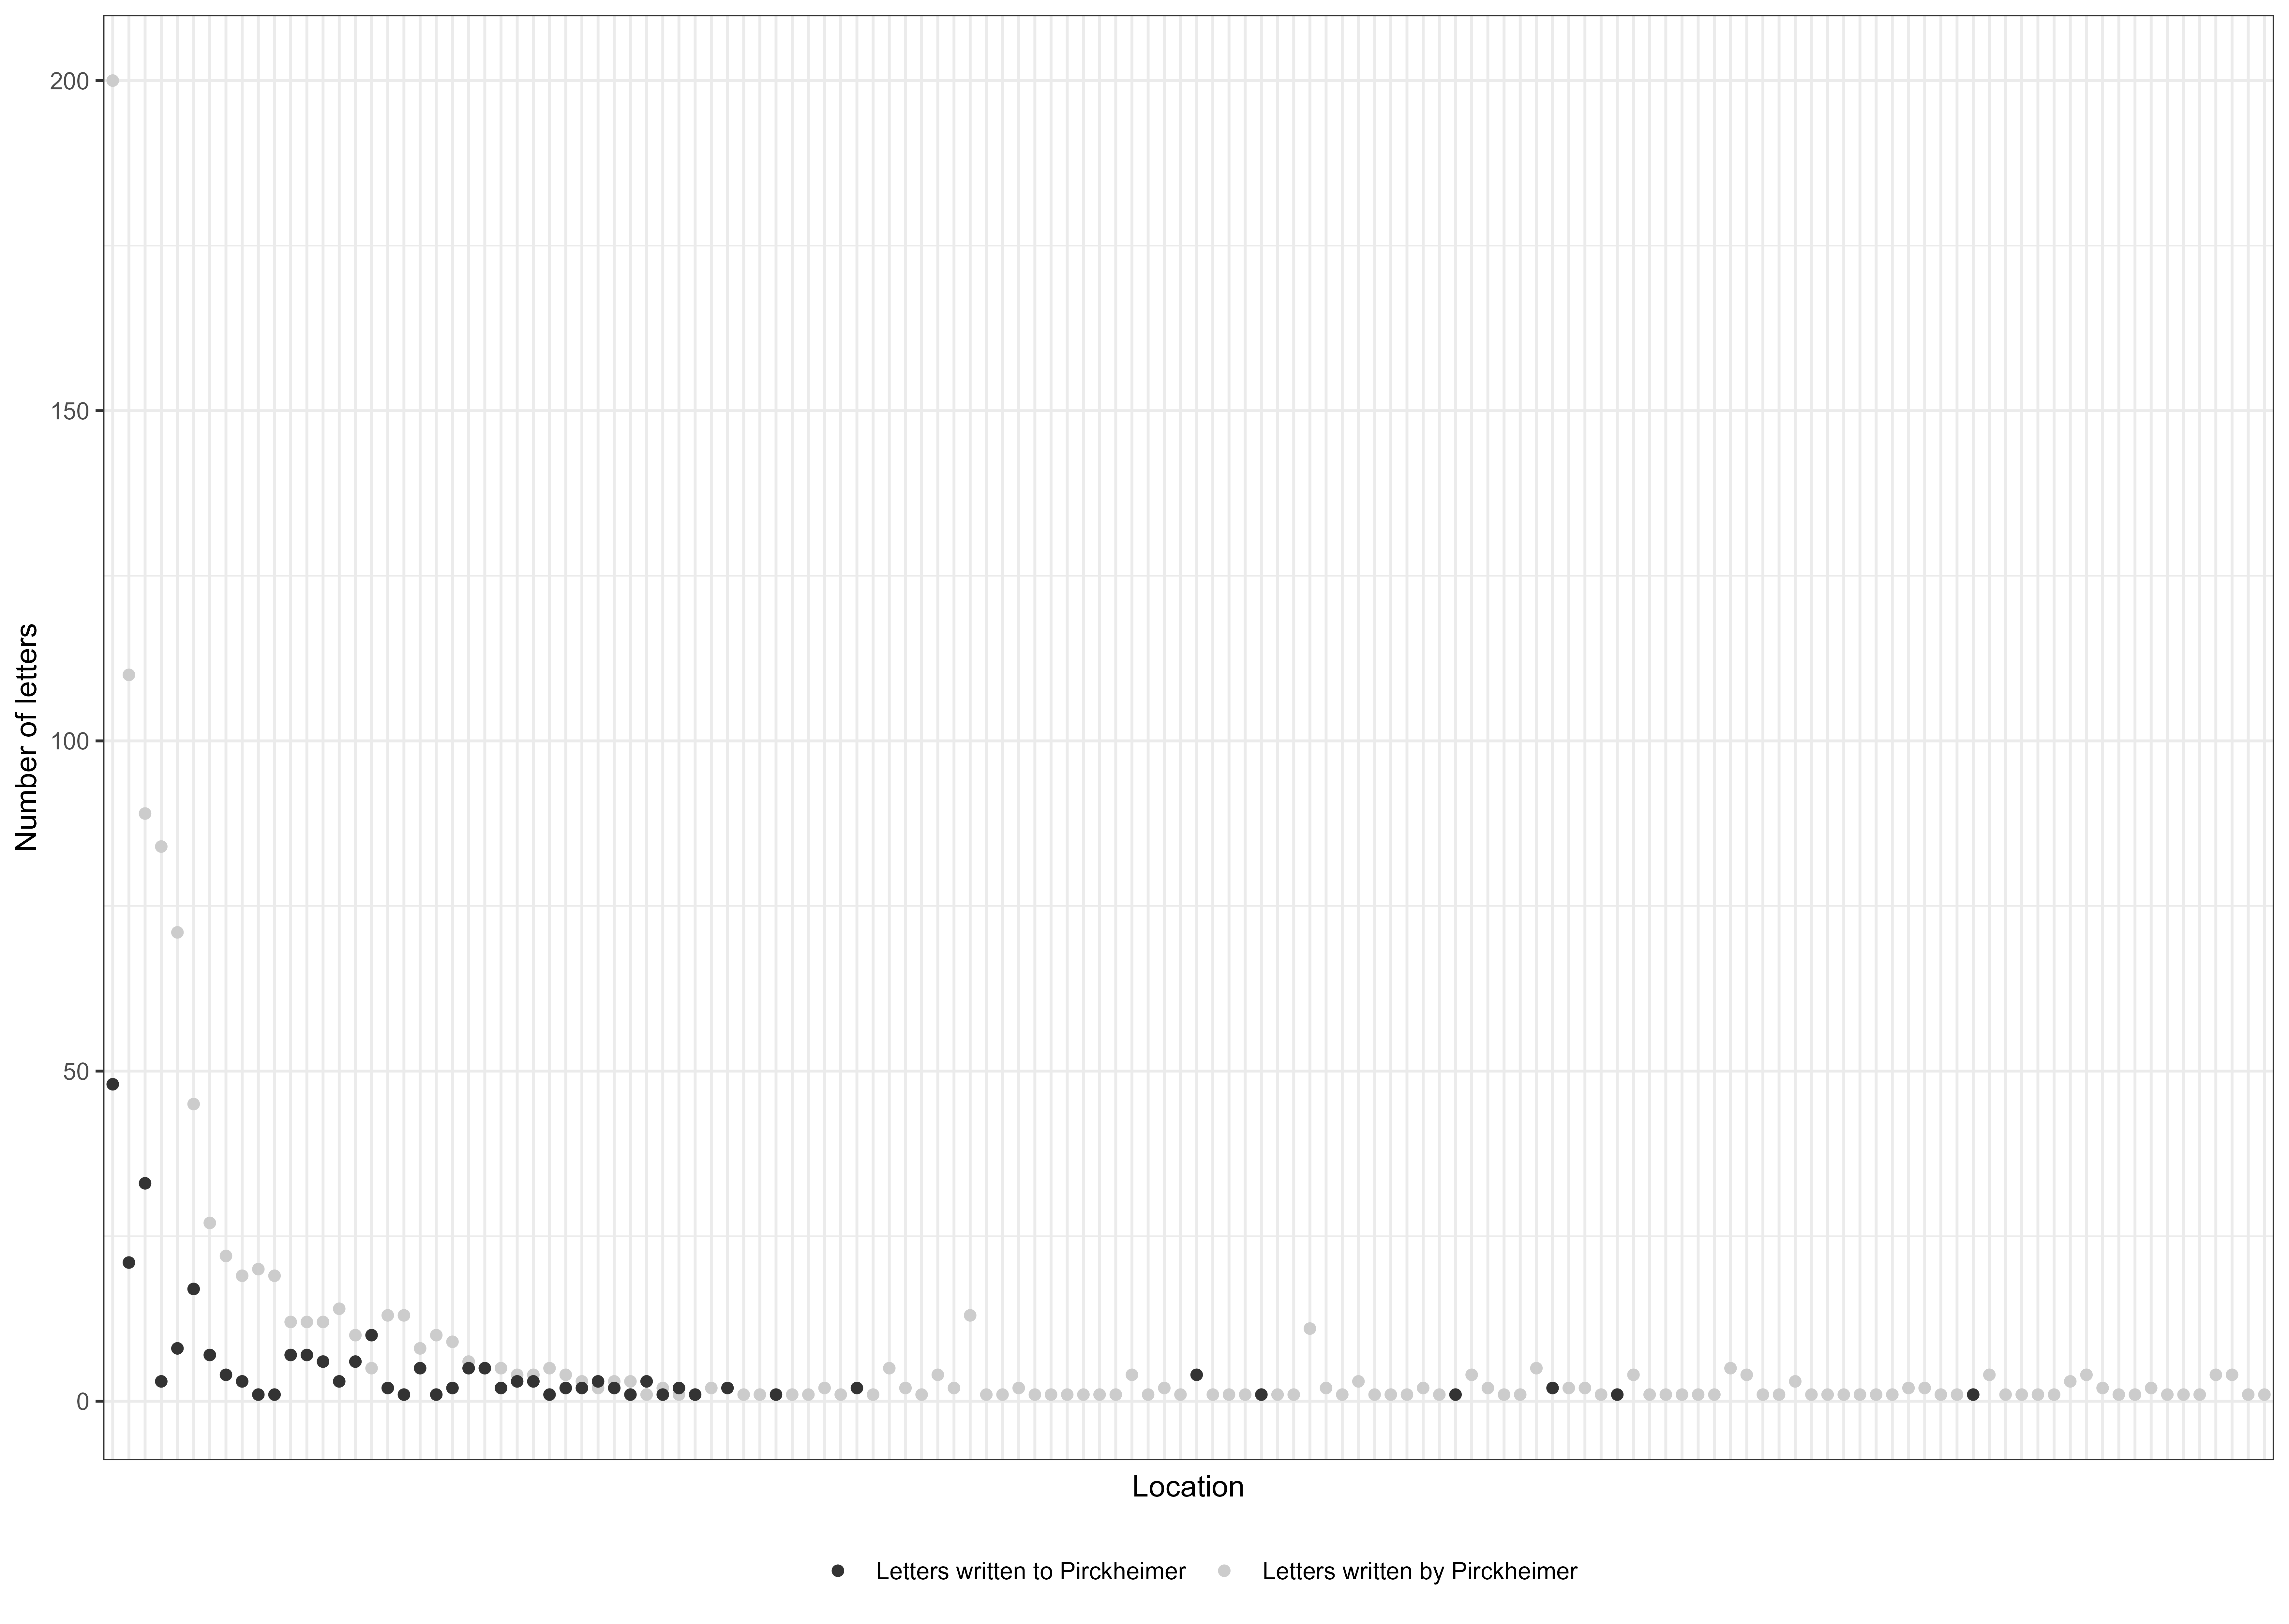 200
150
100
50
0
Number of letters
Location
Letters written to Pirckheimer
Letters written by Pirckheimer